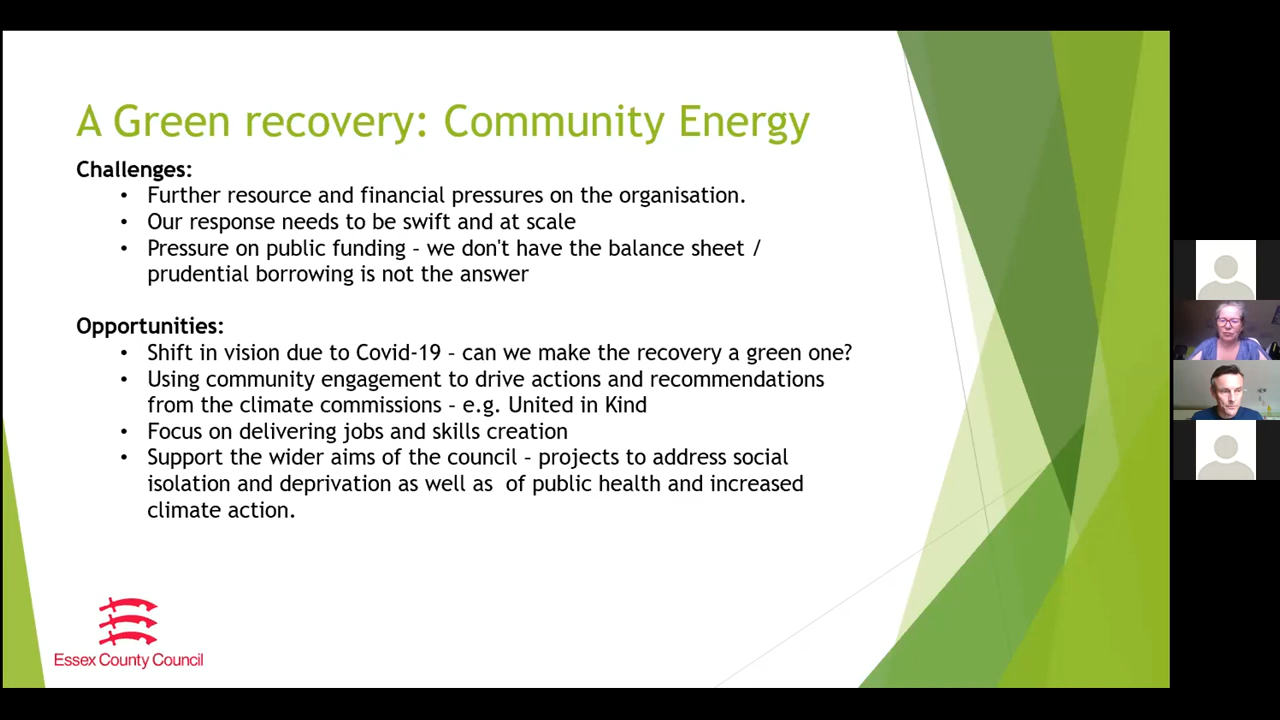 A Green recovery: Community Energy
Challenges:
• Further resource and financial pressures on the organisation.
• Our response needs to be swift and at scale
• Pressure on public funding – we don't have the balance sheet /
prudential borrowing is not the answer
Opportunities:
• Shift in vision due to Covid-19 – can we make the recovery a green one?
• Using community engagement to drive actions and recommendations
from the climate commissions – e.g. United in Kind
• Focus on delivering jobs and skills creation
• Support the wider aims of the council – projects to address social
isolation and deprivation as well as  of public health and increased
climate action.
Essex County Council